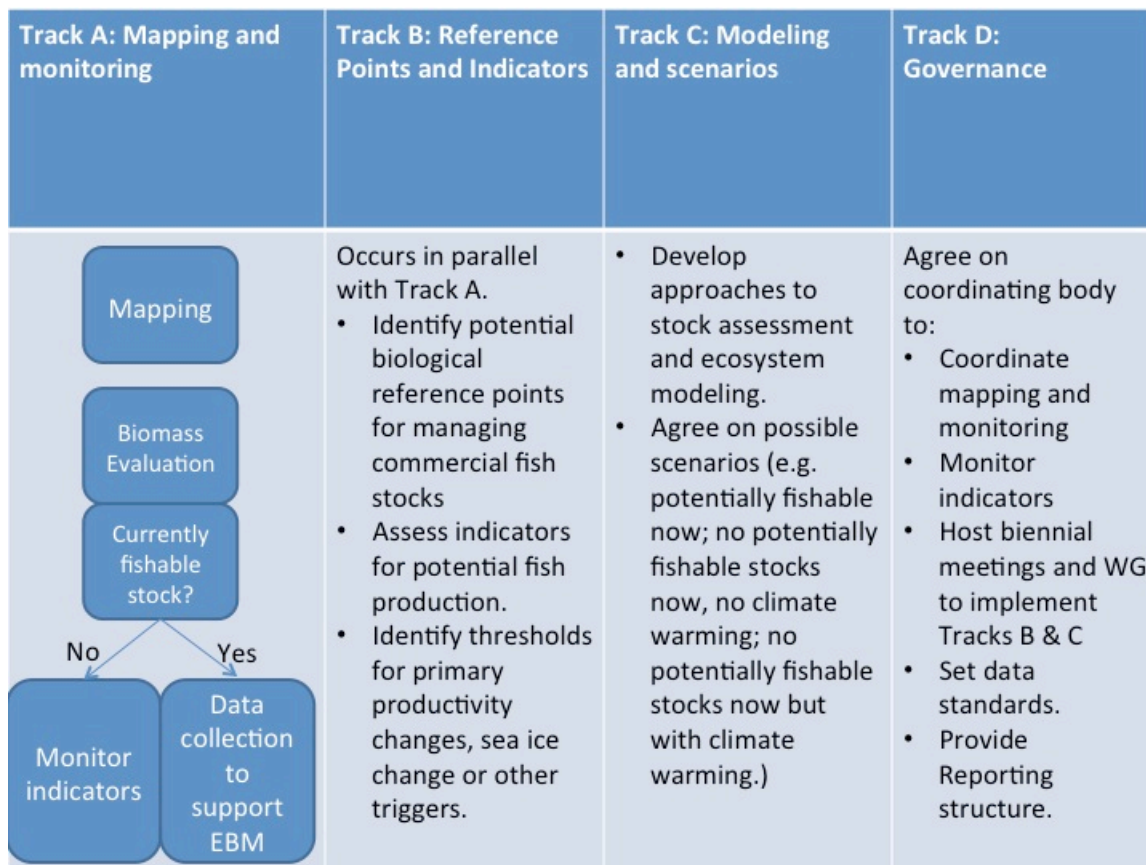 Track A: Mapping and
monitoring
Track B: Reference
Points and Indicators
Track C: Modeling
and scenarios
Track D:
Governance
Mapping
Biomass
Evaluation
Currently
fishable
stock?
No
Yes
Monitor
indicators
Data
collection
to
support
EBM
Occurs in parallel
with Track A.
• Identify potential
biological
reference points
for managing
commercial fish
stocks
• Assess indicators
for potential fish
production.
• Identify thresholds
for primary
productivity
changes, sea ice
change or other
triggers.
• Develop
approaches to
stock assessment
and ecosystem
modeling.
• Agree on possible
scenarios (e.g.
potentially fishable
now; no potentially
fishable stocks
now, no climate
warming; no
potentially fishable
stocks now but
with climate
warming.)
Agree on
coordinating body
to:
• Coordinate
mapping and
monitoring
• Monitor
indicators
• Host biennial
meetings and WG
to implement
Tracks B & C
• Set data
standards.
• Provide
Reporting
structure.